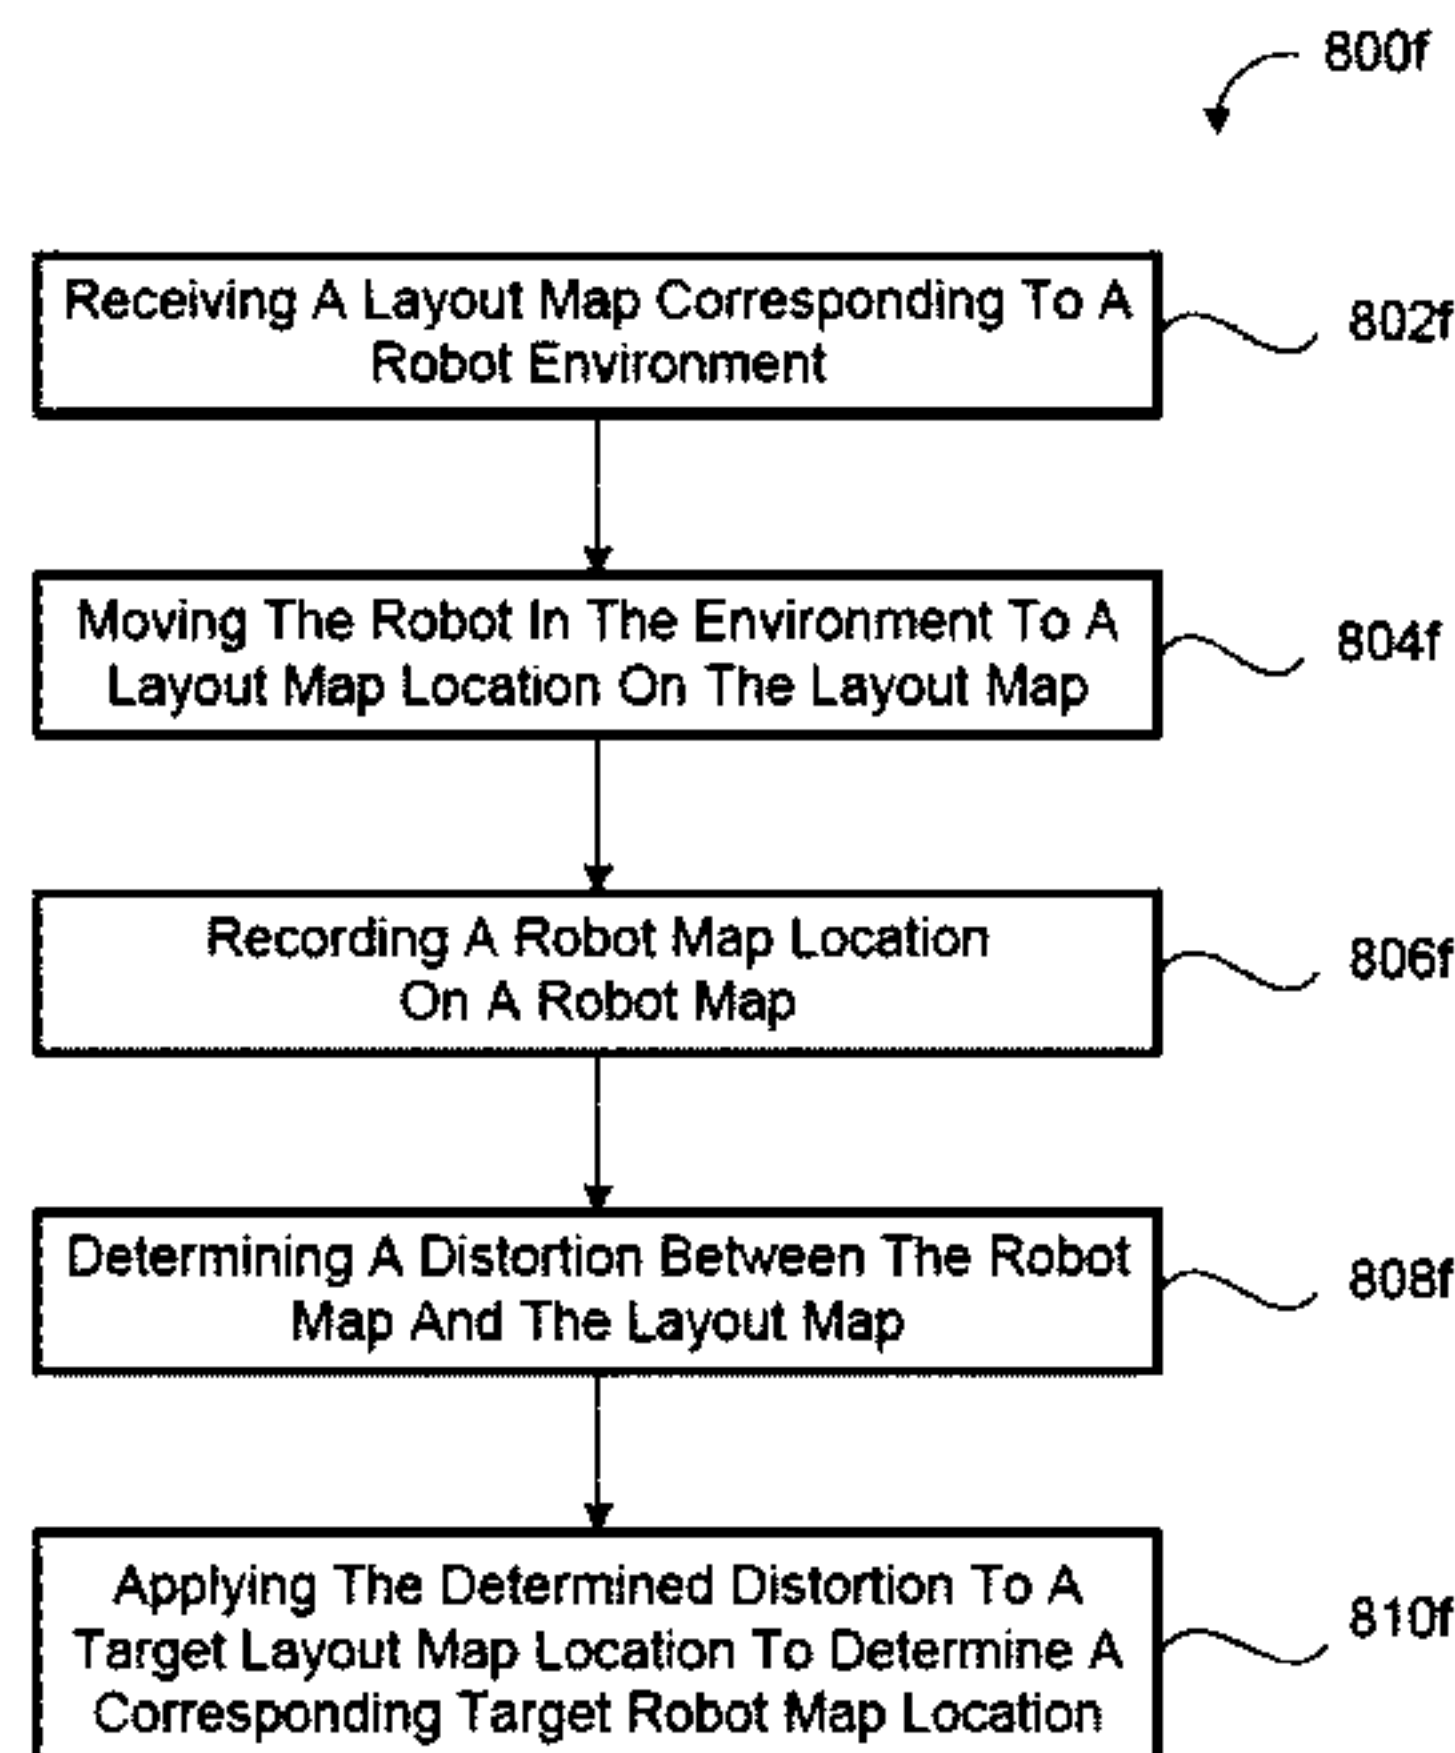 800f
Receiving A Layout Map Corresponding To A
Robot Environment
802f
Moving The Robot In The Environment To A
Layout Map Location On The Layout Map
804f
Recording A Robot Map Location
On A Robot Map
806f
Determining A Distortion Between The Robot
Map And The Layout Map
808f
Applying The Determined Distortion To A
Target Layout Map Location To Determine A
Corresponding Target Robot Map Location
810f